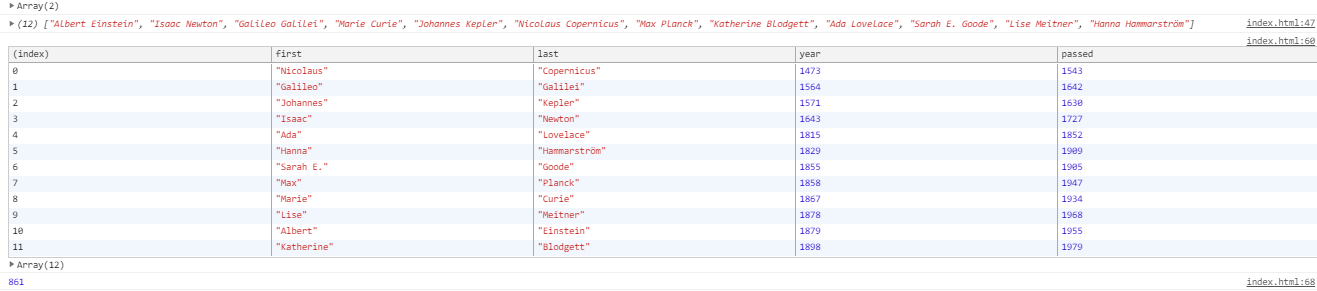 ▶ Array(2)
▶ (12) ["Albert Einstein", "Isaac Newton", "Galileo Galilei", "Marie Curie", "Johannes Kepler", "Nicolaus Copernicus", "Max Planck", "Katherine Blodgett", "Ada Lovelace", "Sarah E. Goode", "Lise Meitner", "Hanna Hammarström"] index.html:47
index.html:60
(index) first last year passed
0 "Nicolaus" "Copernicus" 1473 1543
1 "Galileo" "Galilei" 1564 1642
2 "Johannes" "Kepler" 1571 1630
3 "Isaac" "Newton" 1643 1727
4 "Ada" "Lovelace" 1815 1852
5 "Hanna" "Hammarström" 1829 1909
6 "Sarah E." "Goode" 1855 1905
7 "Max" "Planck" 1858 1947
8 "Marie" "Curie" 1867 1934
9 "Lise" "Meitner" 1878 1968
10 "Albert" "Einstein" 1879 1955
11 "Katherine" "Blodgett" 1898 1979
▶ Array(12)
861 index.html:68